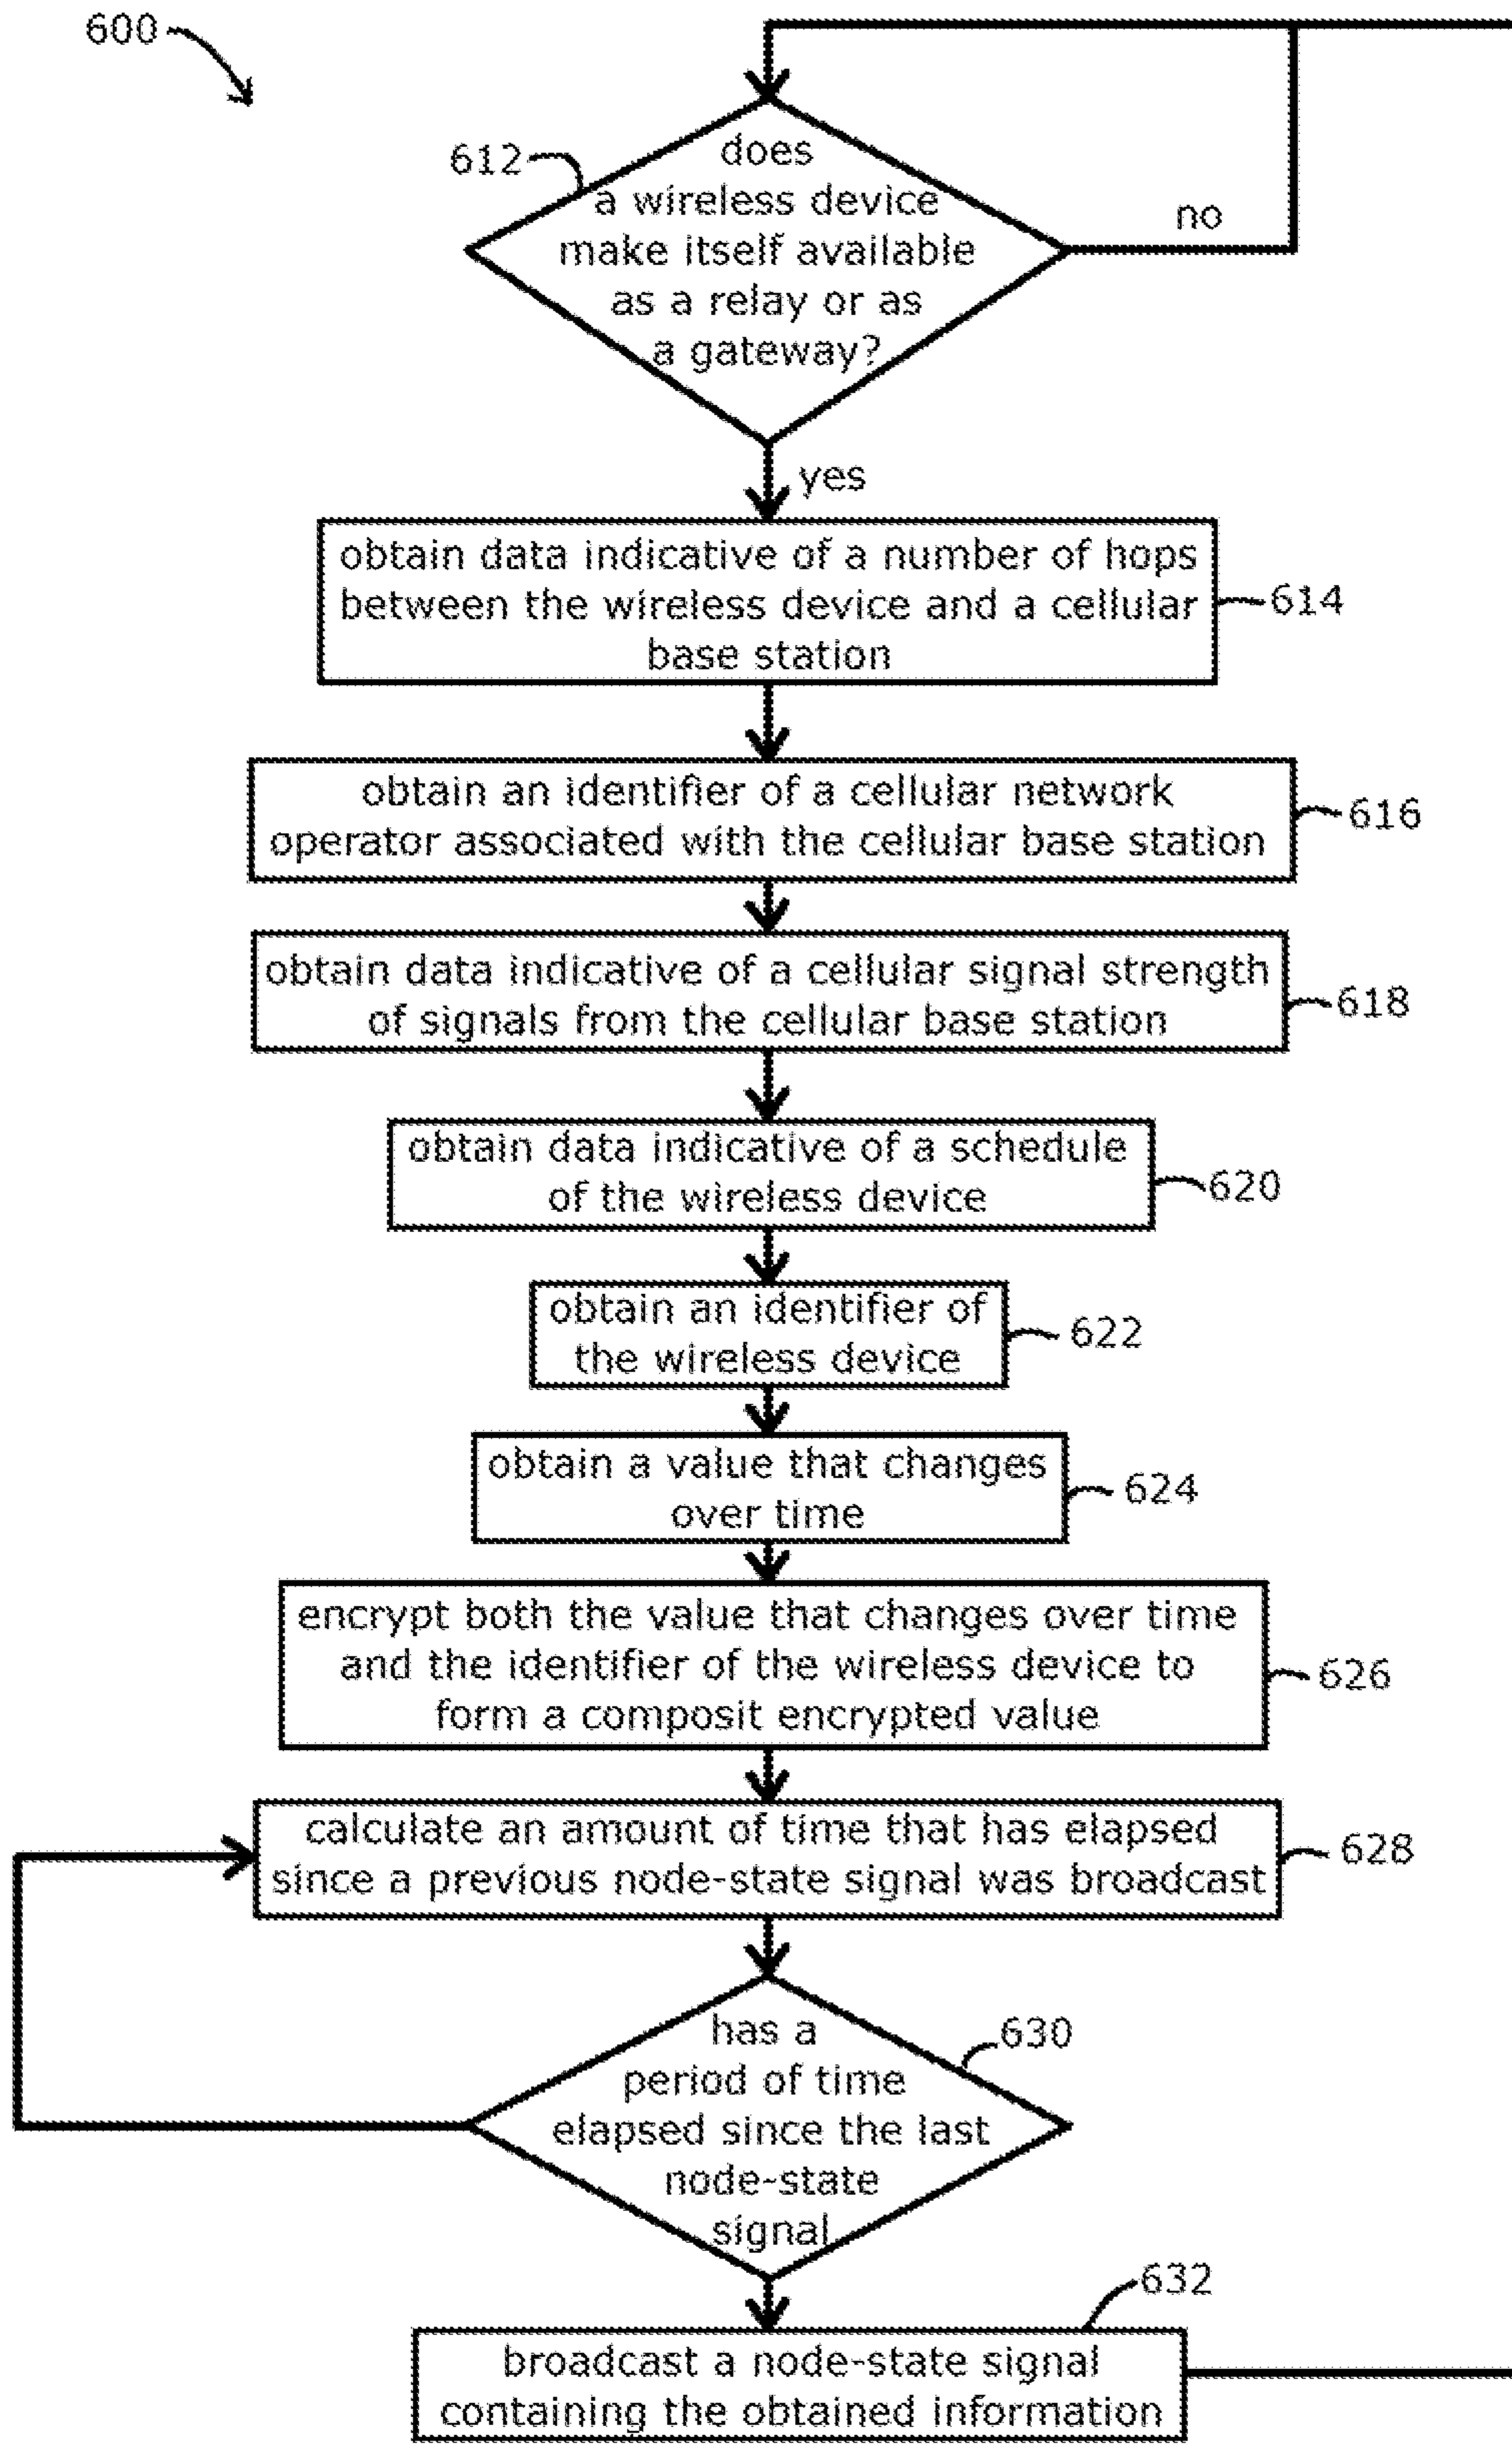 600
612
does
a wireless device
make itself available
as a relay or as
a gateway?
no
yes
obtain data indicative of a number of hops
between the wireless device and a cellular
base station
614
obtain an identifier of a cellular network
operator associated with the cellular base station
616
obtain data indicative of a cellular signal strength
of signals from the cellular base station
618
obtain data indicative of a schedule
of the wireless device
620
obtain an identifier of
the wireless device
622
obtain a value that changes
over time
624
encrypt both the value that changes over time
and the identifier of the wireless device to
form a composit encrypted value
626
calculate an amount of time that has elapsed
since a previous node-state signal was broadcast
628
has a
period of time
elapsed since the last
node-state
signal
630
632
broadcast a node-state signal
containing the obtained information